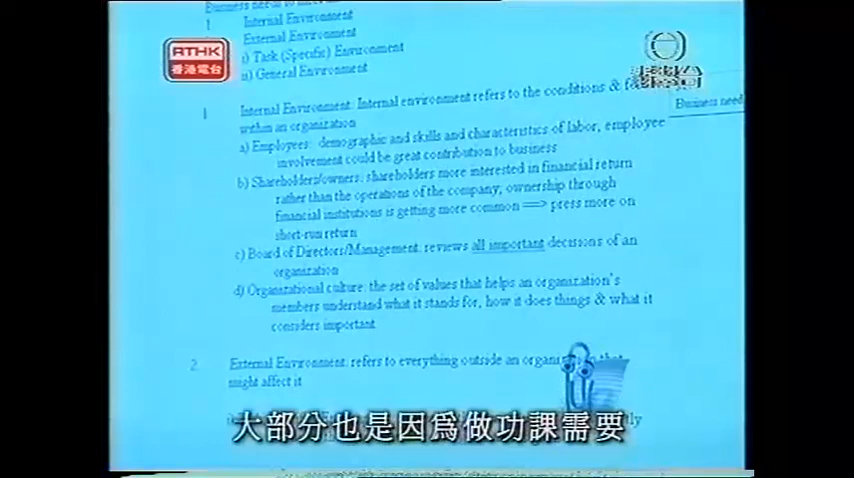 Business needs to
1 Internal Environment
External Environment
i) Task (Specific) Environment
ii) General Environment
RTHK
香港電台
1 Internal Environment: Internal environment refers to the conditions &
within an organization
Business need
a) Employees: demographic and skills and characteristics of labor, employee
involvement could be great contribution to business
b) Shareholders/owners: shareholders more interested in financial return
rather than the operations of the company; ownership through
financial institutions is getting more common ==> press more on
short-run return
c) Board of Directors/Management: reviews all important decisions of an
organization
d) Organizational culture: the set of values that helps an organization's
members understand what it stands for, how it does things & what it
considers important
2. External Environment: refers to everything outside an organization that
might affect it
大部分也是因為做功課需要